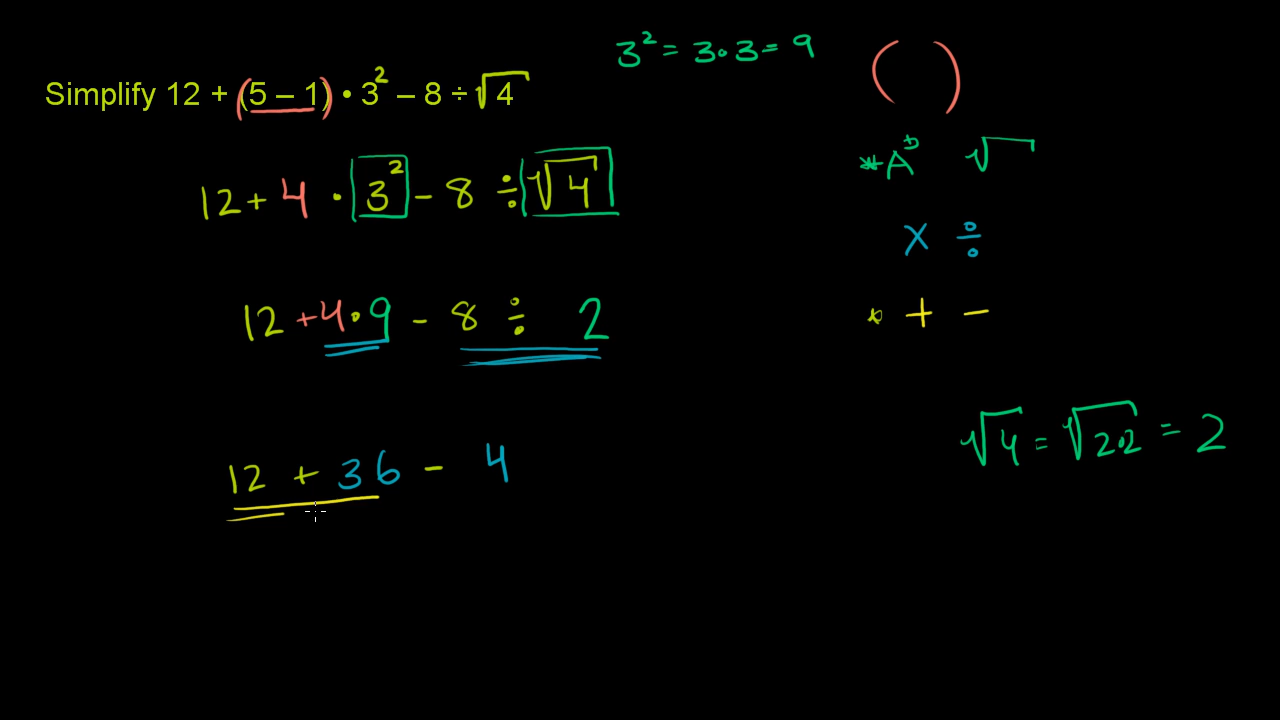 3² = 3·3 = 9
( )
Simplify 12 + (5 – 1) • 3² – 8 ÷ √4
*Aᵇ √
12 + 4 · 3² - 8 ÷ √4
x ÷
* + -
12 + 4 · 9 - 8 ÷ 2
√4 = √2·2 = 2
12 + 36 - 4